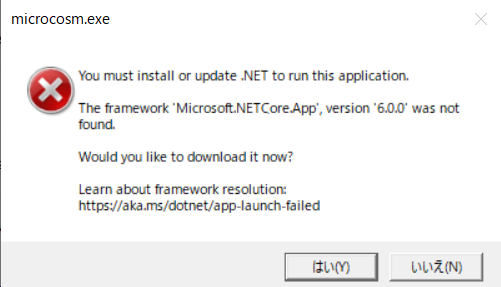 microcosm.exe
You must install or update .NET to run this application.
The framework 'Microsoft.NETCore.App', version '6.0.0' was not
found.
Would you like to download it now?
Learn about framework resolution:
https://aka.ms/dotnet/app-launch-failed
はい(Y)
いいえ(N)